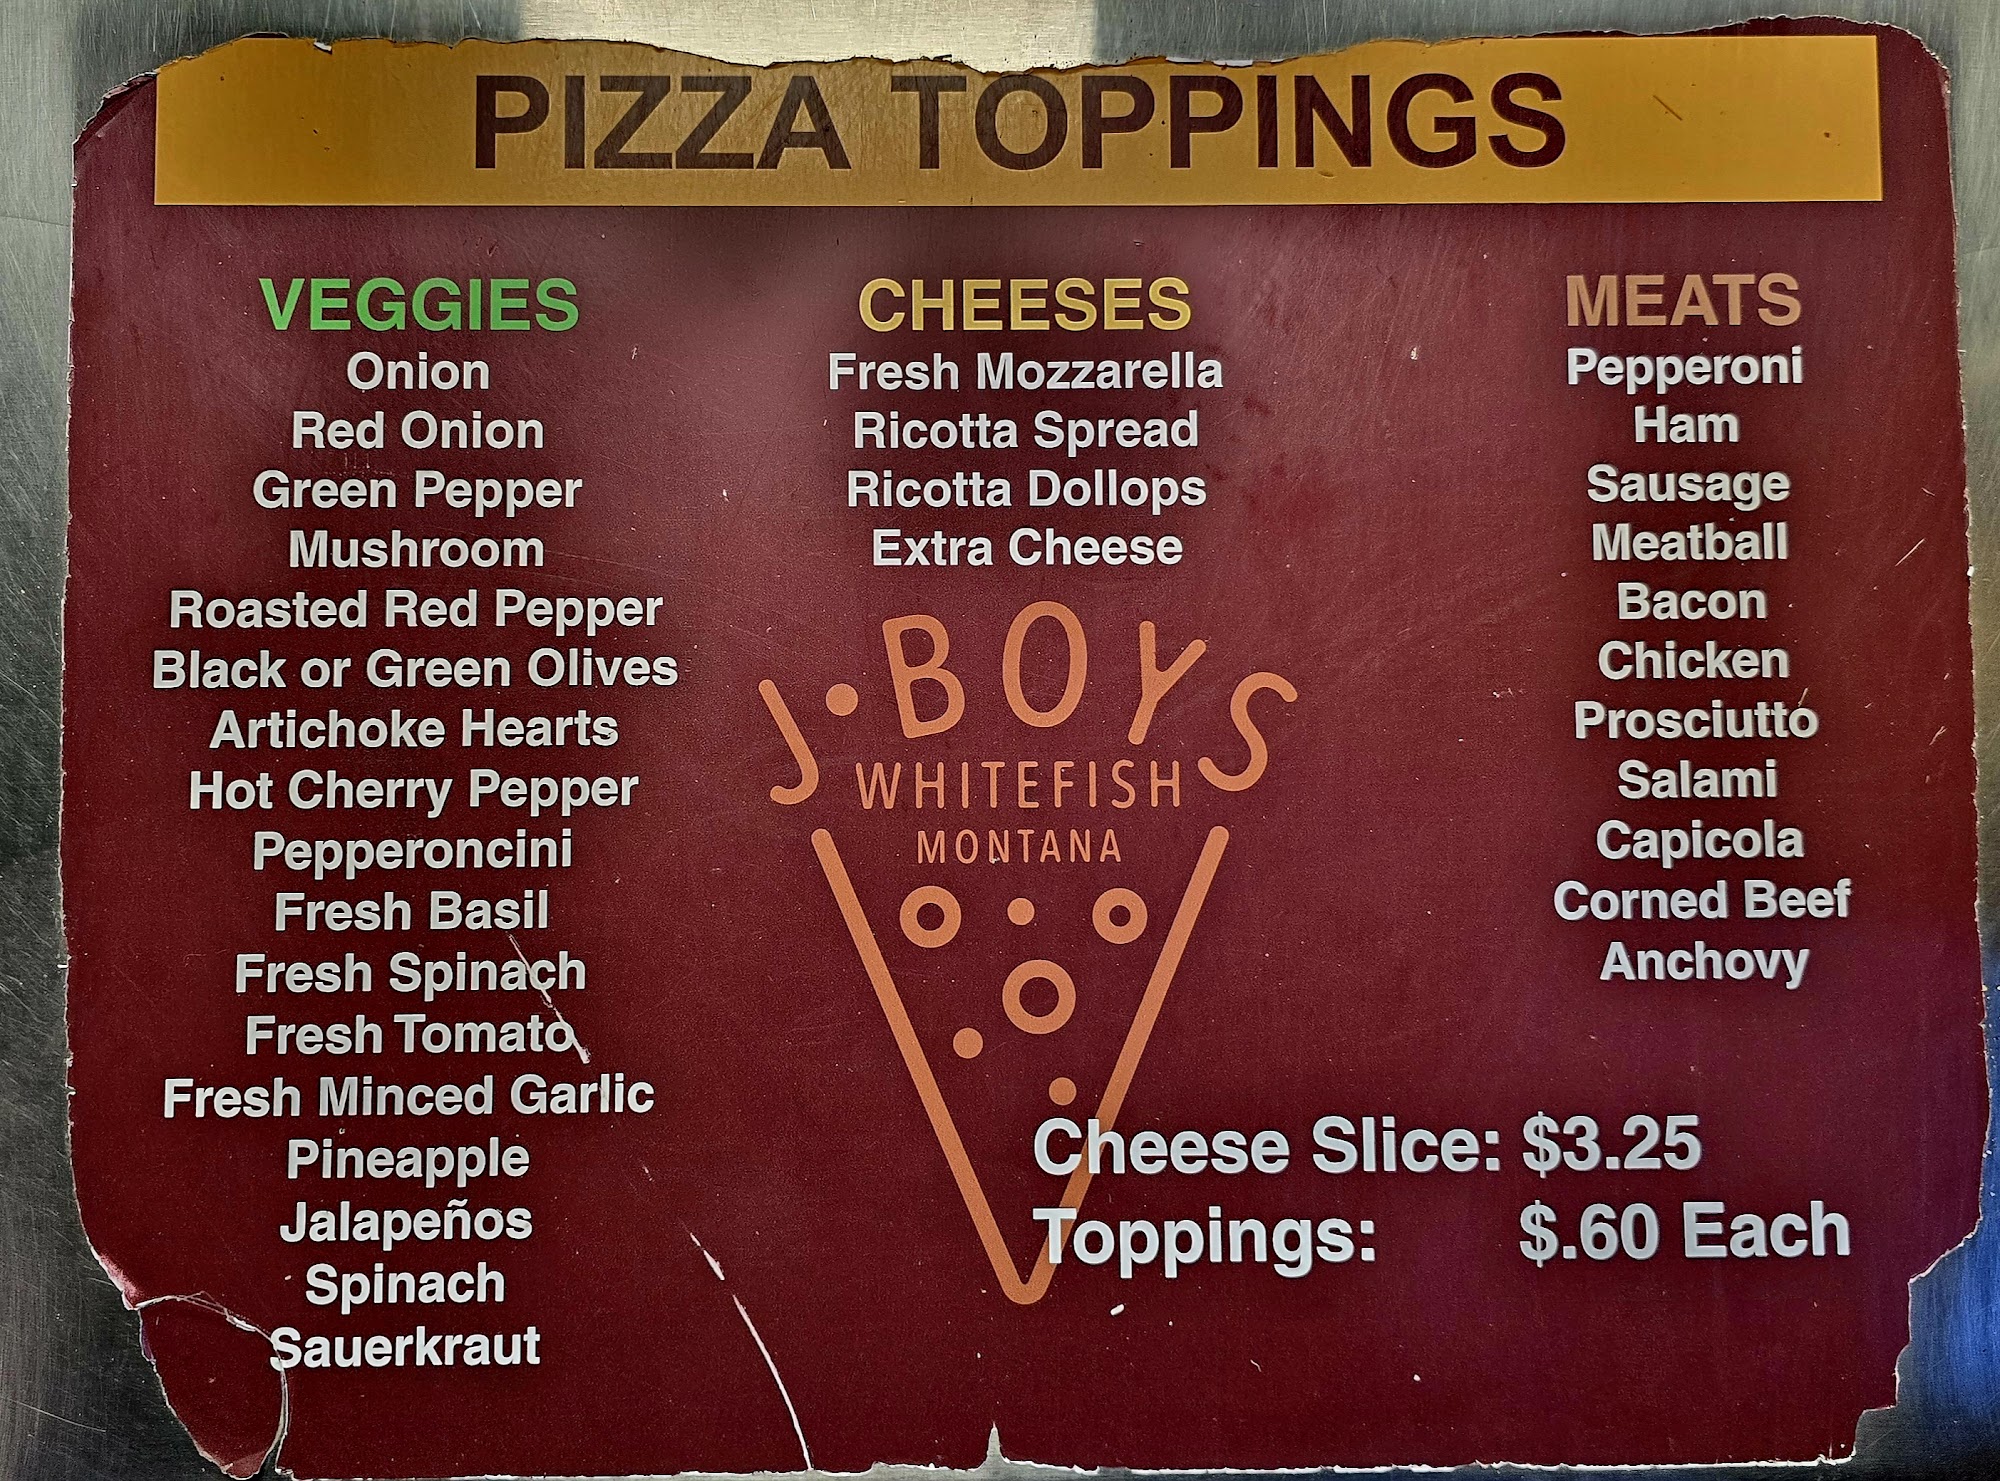 PIZZA TOPPINGS
VEGGIES
Onion
Red Onion
Green Pepper
Mushroom
Roasted Red Pepper
Black or Green Olives
Artichoke Hearts
Hot Cherry Pepper
Pepperoncini
Fresh Basil
Fresh Spinach
Fresh Tomato
Fresh Minced Garlic
Pineapple
Jalapeños
Spinach
Sauerkraut
CHEESES
Fresh Mozzarella
Ricotta Spread
Ricotta Dollops
Extra Cheese
J·BOYS
WHITEFISH
MONTANA
MEATS
Pepperoni
Ham
Sausage
Meatball
Bacon
Chicken
Prosciutto
Salami
Capicola
Corned Beef
Anchovy
Cheese Slice: $3.25
Toppings: $.60 Each